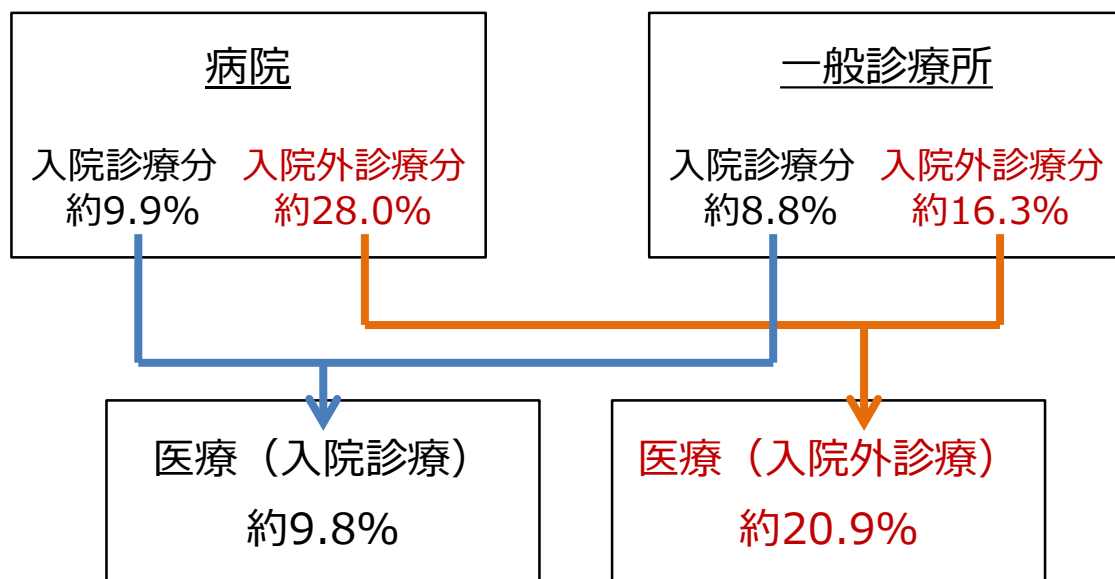 病院
入院診療分
約9.9%
入院外診療分
約28.0%
一般診療所
入院診療分
約8.8%
入院外診療分
約16.3%
医療（入院診療）
約9.8%
医療（入院外診療）
約20.9%